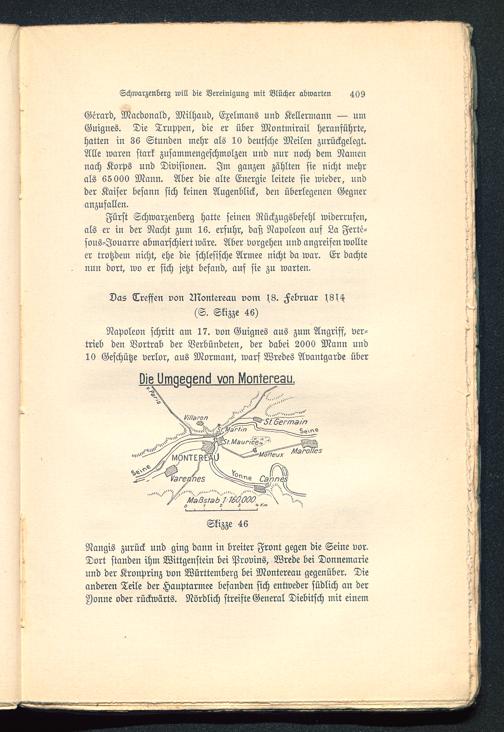 Schwarzenberg will die Vereinigung mit Blücher abwarten 409
Gérard, Macdonald, Milhaud, Exelmans und Kellermann — um
Guignes. Die Truppen, die er über Montmirail heranführte,
hatten in 36 Stunden mehr als 10 deutsche Meilen zurückgelegt.
Alle waren stark zusammengeschmolzen und nur noch dem Namen
nach Korps und Divisionen. Im ganzen zählten sie nicht mehr
als 65000 Mann. Aber die alte Energie leitete sie wieder, und
der Kaiser besann sich keinen Augenblick, den überlegenen Gegner
anzufallen.
Fürst Schwarzenberg hatte seinen Rückzugsbefehl widerrufen,
als er in der Nacht zum 16. erfuhr, daß Napoleon auf La Ferté-
sous-Jouarre abmarschiert wäre. Aber vorgehen und angreifen wollte
er trotzdem nicht, ehe die schlesische Armee nicht da war. Er dachte
nun dort, wo er sich jetzt befand, auf sie zu warten.
Das Treffen von Montereau vom 18. Februar 1814
(S. Skizze 46)
Napoleon schritt am 17. von Guignes aus zum Angriff, ver-
trieb den Vortrab der Verbündeten, der dabei 2000 Mann und
10 Geschütze verlor, aus Mormant, warf Wredes Avantgarde über
Die Umgegend von Montereau.
n. Paris
Villaron
St Germain
Martin
Seine
St. Maurice
Marolles
Moneux
MONTEREAU
Seine
Varennes
Yonne
Cannes
Maßstab 1:160,000
Skizze 46
Nangis zurück und ging dann in breiter Front gegen die Seine vor.
Dort standen ihm Wittgenstein bei Provins, Wrede bei Donnemarie
und der Kronprinz von Württemberg bei Montereau gegenüber. Die
anderen Teile der Hauptarmee befanden sich entweder südlich an der
Yonne oder rückwärts. Nördlich streifte General Diebitsch mit einem